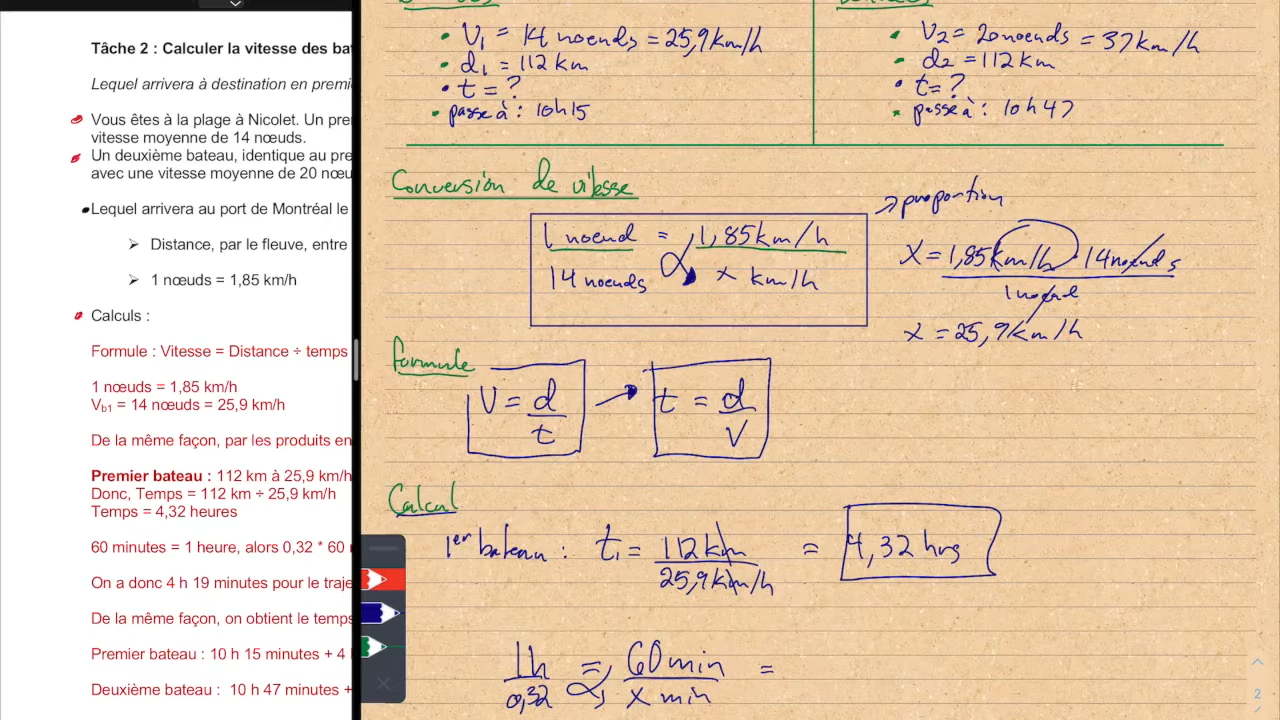 Tâche 2 : Calculer la vitesse des bat
Lequel arrivera à destination en premi
Vous êtes à la plage à Nicolet. Un pre
vitesse moyenne de 14 nœuds.
Un deuxième bateau, identique au pre
avec une vitesse moyenne de 20 nœu
Lequel arrivera au port de Montréal le
Distance, par le fleuve, entre
1 nœuds = 1,85 km/h
Calculs :
Formule : Vitesse = Distance ÷ temps
1 nœuds = 1,85 km/h
Vb1 = 14 nœuds = 25,9 km/h
De la même façon, par les produits en
Premier bateau : 112 km à 25,9 km/h
Donc, Temps = 112 km ÷ 25,9 km/h
Temps = 4,32 heures
60 minutes = 1 heure, alors 0,32 * 60
On a donc 4 h 19 minutes pour le traje
De la même façon, on obtient le temps
Premier bateau : 10 h 15 minutes + 4
Deuxième bateau : 10 h 47 minutes +
• V1 = 14 noends = 25,9 km/h
• d1 = 112 km
• t = ?
• passe à : 10h15
• V2 = 20 noends = 37 km/h
• d2 = 112 km
• t = ?
• passe à : 10h47
Conversion de vitesse
1 noend = 1,85 km/h
14 noends x km/h
→ proportion
X = 1,85 km/h · 14 noends
1 noend
x = 25,9 km/h
formule
V = d
t
t = d
V
Calcul
1er bateau : t1 = 112 km = 4,32 hrs
25,9 km/h
1h = 60 min =
0,32 x min
2